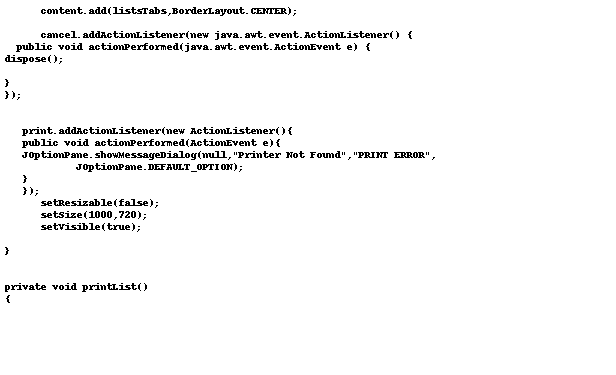 content.add(listsTabs,BorderLayout.CENTER);
cancel.addActionListener(new java.awt.event.ActionListener() {
public void actionPerformed(java.awt.event.ActionEvent e) {
dispose();
}
});
print.addActionListener(new ActionListener(){
public void actionPerformed(ActionEvent e){
JOptionPane.showMessageDialog(null,"Printer Not Found","PRINT ERROR",
JOptionPane.DEFAULT_OPTION);
}
});
setResizable(false);
setSize(1000,720);
setVisible(true);
}
private void printList()
{